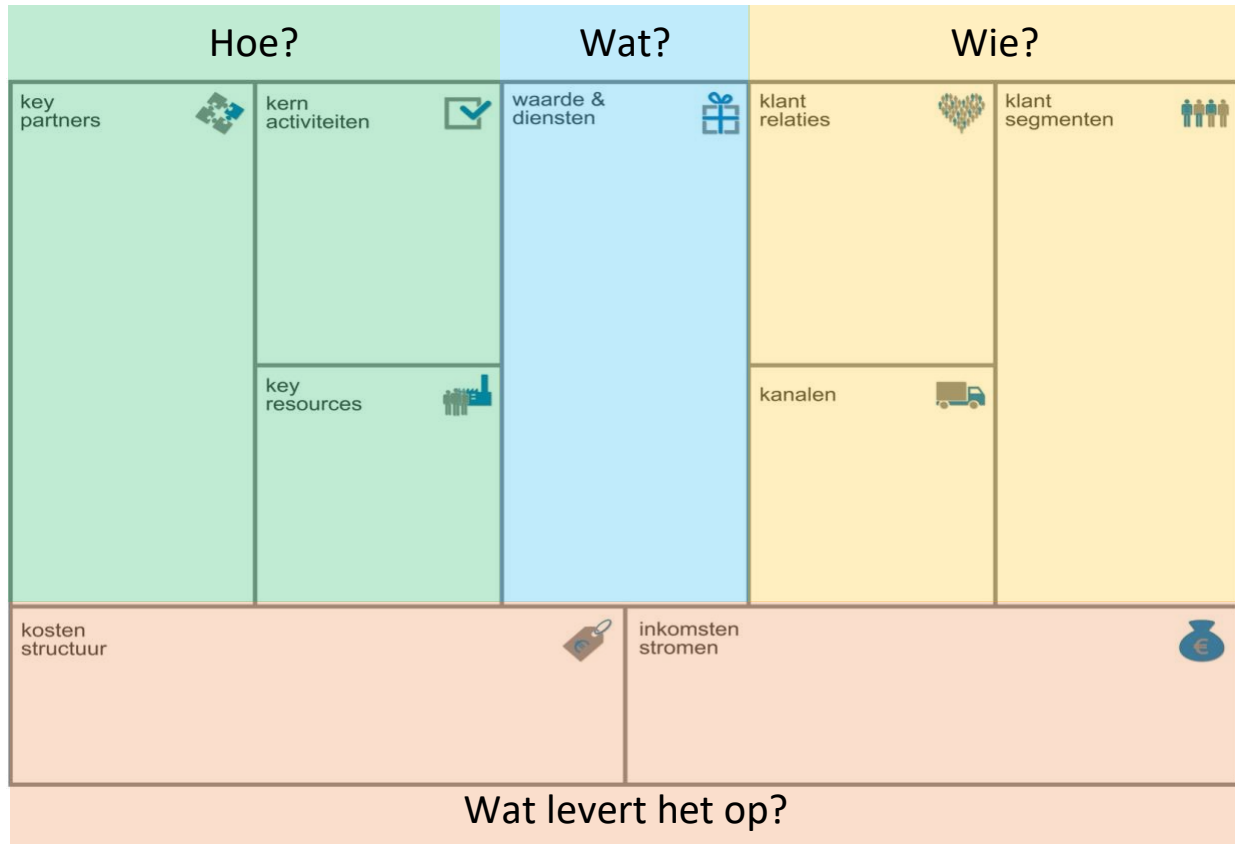 Hoe?
Wat?
Wie?
key
partners
kern
activiteiten
key
resources
waarde &
diensten
klant
relaties
kanalen
klant
segmenten
kosten
structuur
€
inkomsten
stromen
€
Wat levert het op?